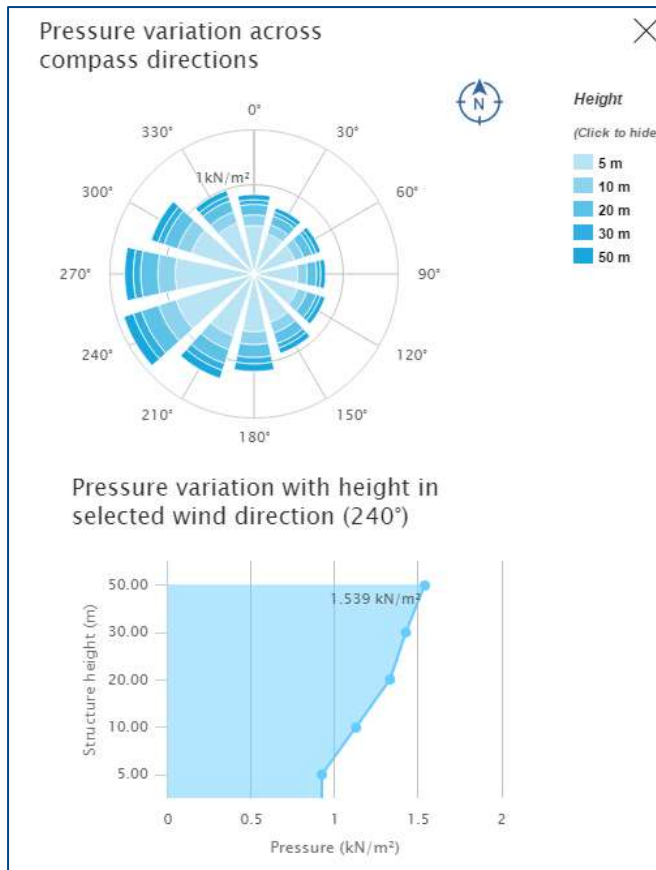 Pressure variation across
compass directions
N
Height
(Click to hide
5 m
10 m
20 m
30 m
50 m
0°
30°
60°
90°
120°
150°
180°
210°
240°
270°
300°
330°
1kN/m²
Pressure variation with height in
selected wind direction (240°)
Structure height (m)
50.00
30.00
20.00
10.00
5.00
1.539 kN/m²
0
0.5
1
1.5
2
Pressure (kN/m²)